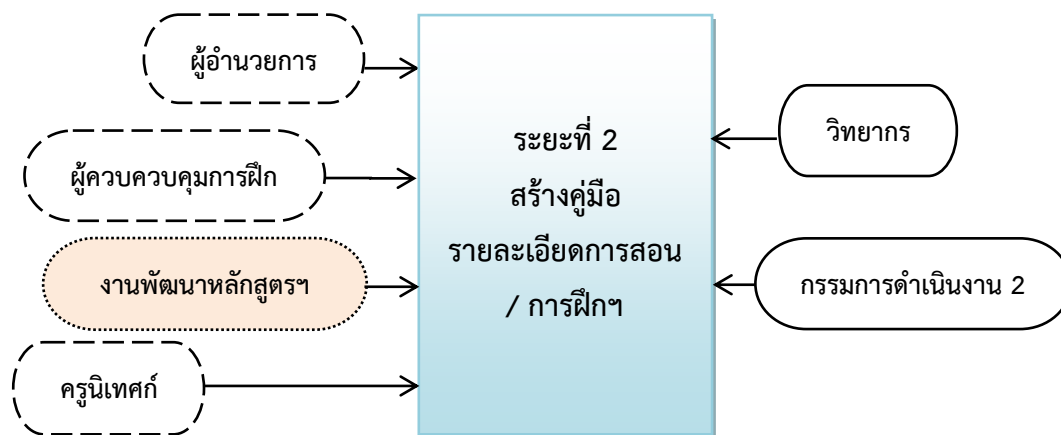 ผู้อำนวยการ
ผู้ควบควบคุมการฝึก
งานพัฒนาหลักสูตรฯ
ครูนิเทศก์
ระยะที่ 2
สร้างคู่มือ
รายละเอียดการสอน
/ การฝึกฯ
วิทยากร
กรรมการดำเนินงาน 2